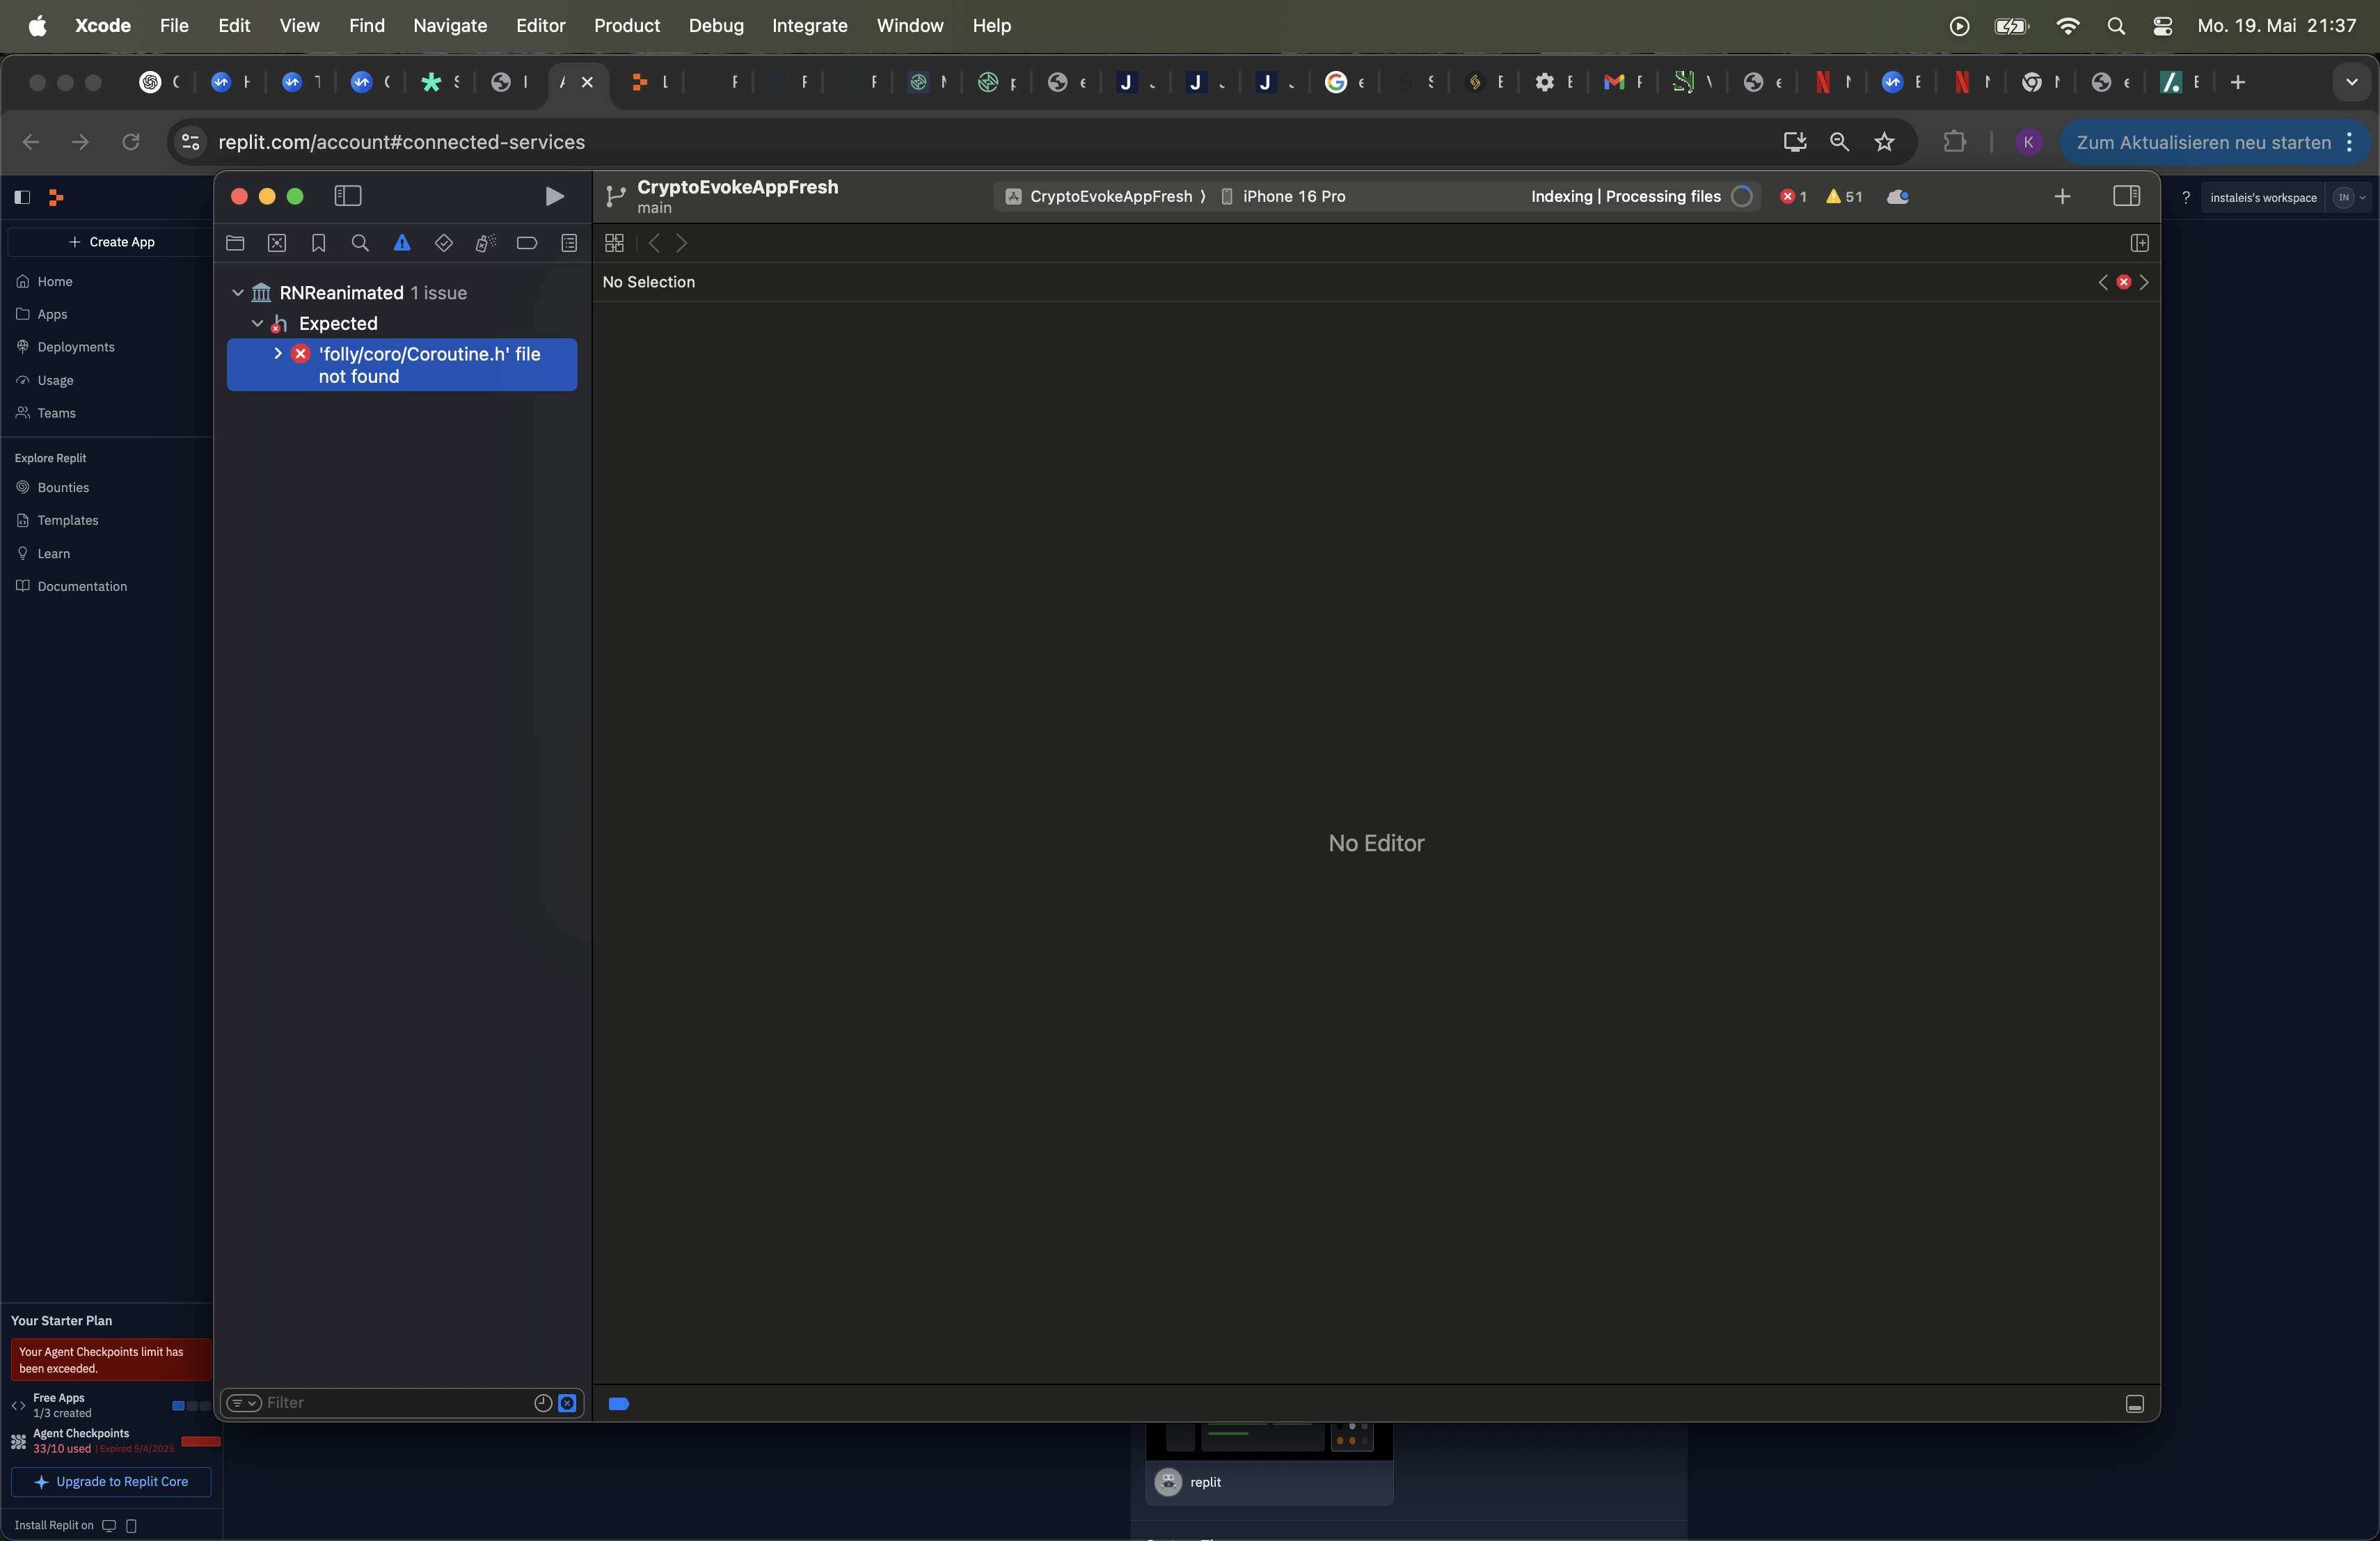 Xcode File Edit View Find Navigate Editor Product Debug Integrate Window Help
Mo. 19. Mai 21:37
replit.com/account#connected-services
K
Zum Aktualisieren neu starten
CryptoEvokeAppFresh
main
CryptoEvokeAppFresh
iPhone 16 Pro
Indexing | Processing files
1
51
?
instaleis's workspace
IN
+ Create App
Home
Apps
Deployments
Usage
Teams
Explore Replit
Bounties
Templates
Learn
Documentation
RNReanimated 1 issue
Expected
'folly/coro/Coroutine.h' file
not found
No Selection
No Editor
Your Starter Plan
Your Agent Checkpoints limit has
been exceeded.
Free Apps
1/3 created
Agent Checkpoints
33/10 used | Expired 5/4/2025
Upgrade to Replit Core
Install Replit on
Filter
replit